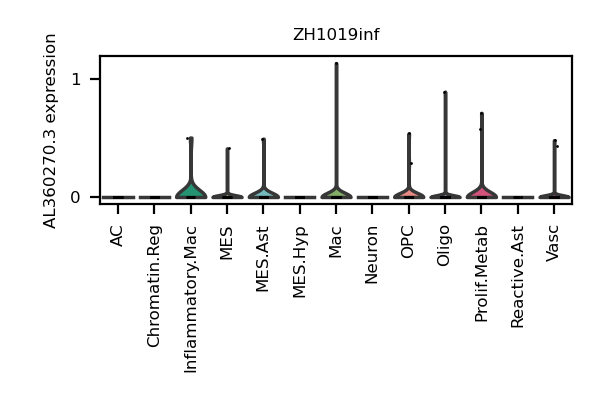 ZH1019inf
AL360270.3 expression
1
0
AC
Chromatin.Reg
Inflammatory.Mac
MES
MES.Ast
MES.Hyp
Mac
Neuron
OPC
Oligo
Prolif.Metab
Reactive.Ast
Vasc